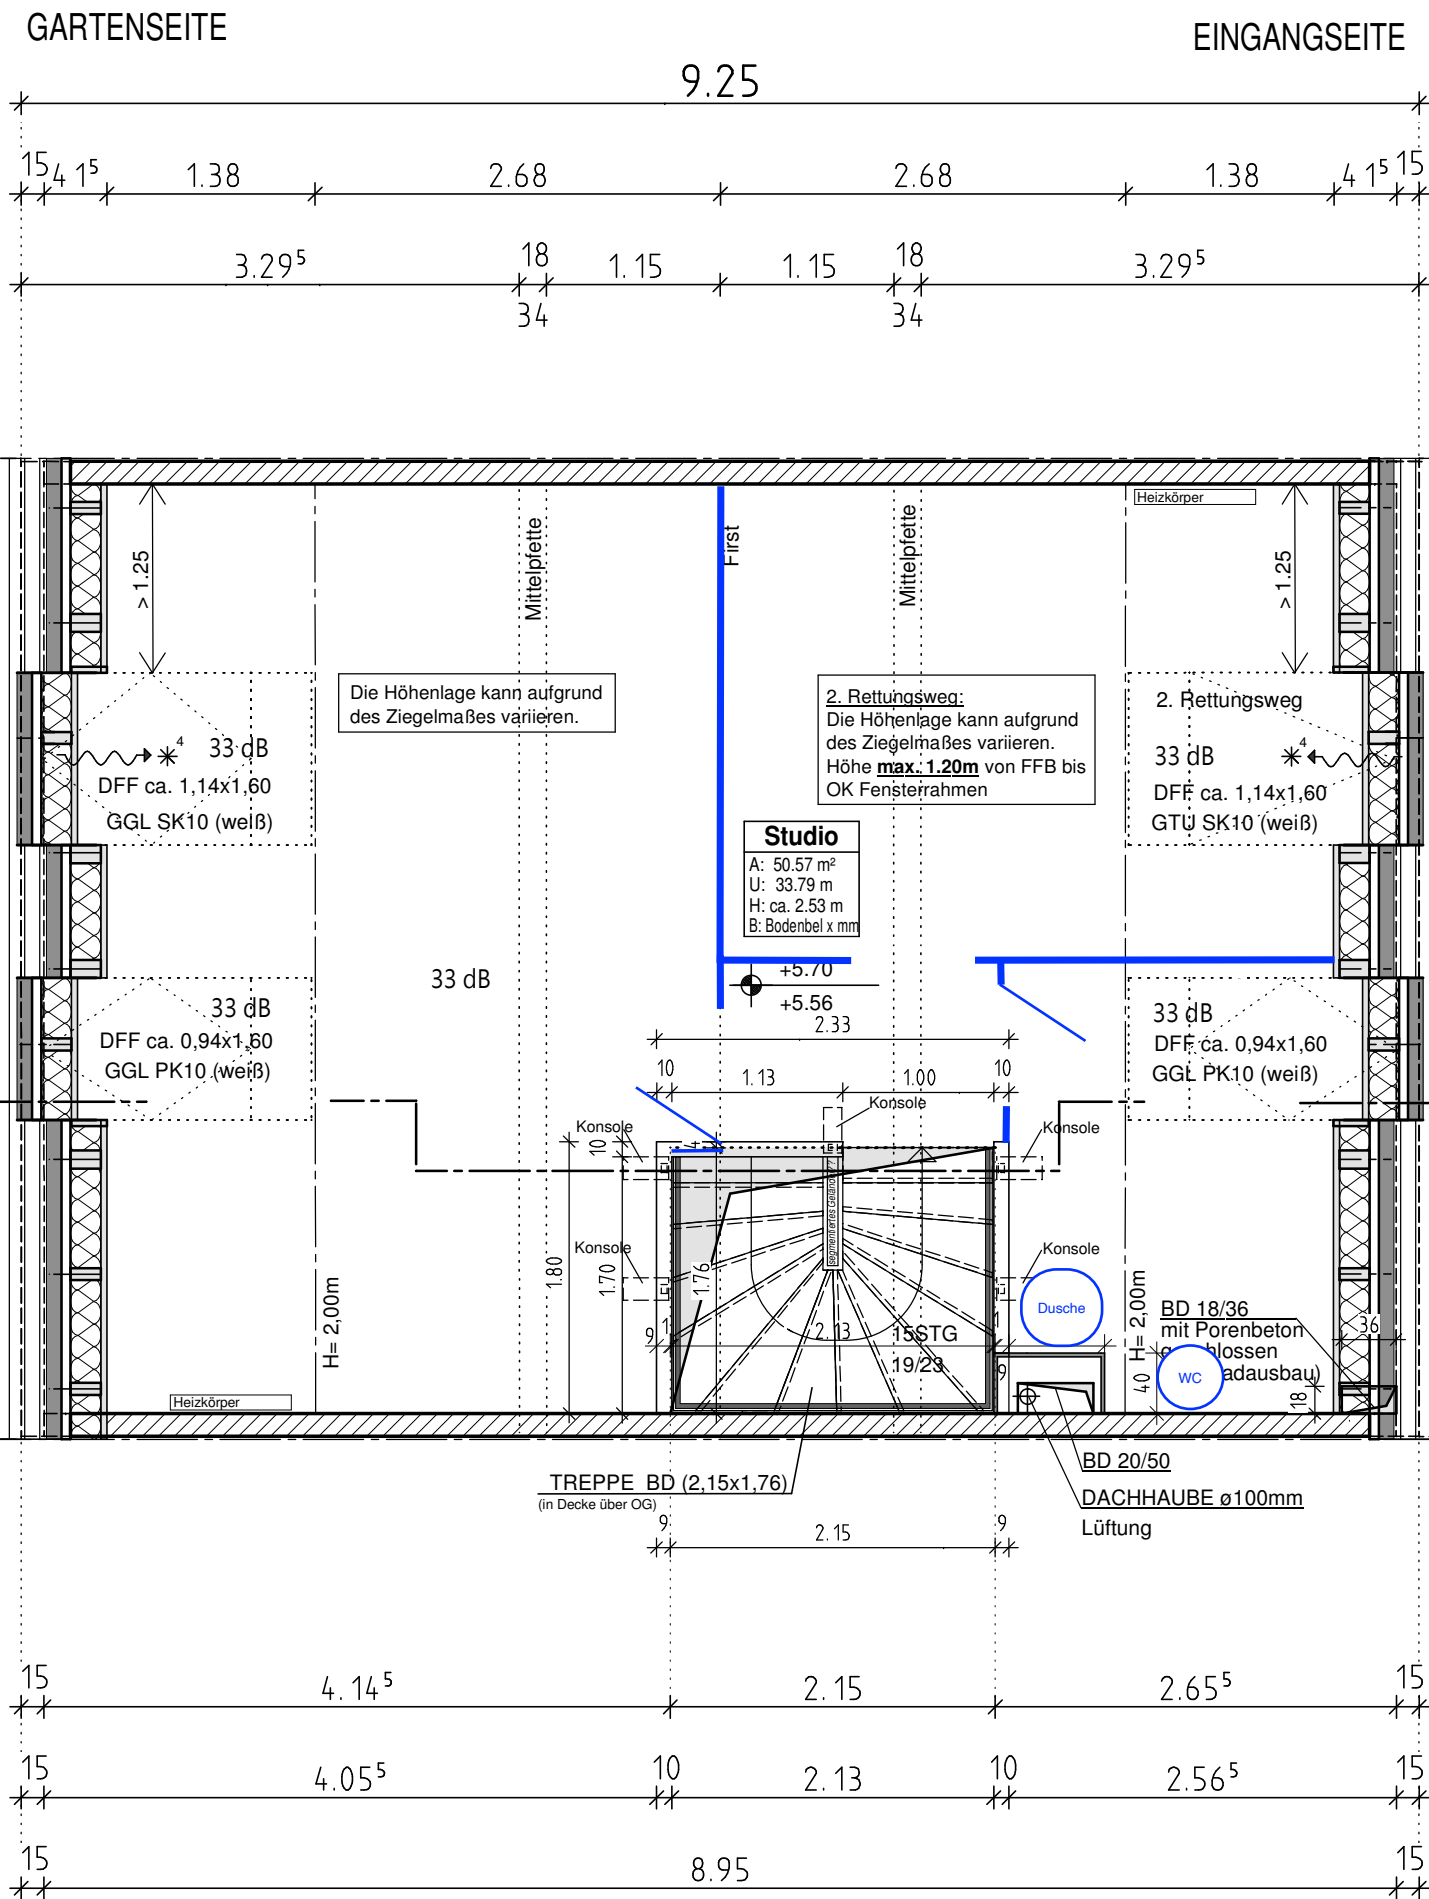 GARTENSEITE
EINGANGSEITE
9.25
15
41⁵
1.38
2.68
2.68
1.38
41⁵
15
3.29⁵
18
1.15
1.15
18
3.29⁵
34
34
Heizkörper
> 1.25
Mittelpfette
First
Mittelpfette
> 1.25
Die Höhenlage kann aufgrund
des Ziegelmaßes variieren.
2. Rettungsweg:
Die Höhenlage kann aufgrund
des Ziegelmaßes variieren.
Höhe max. 1.20m von FFB bis
OK Fensterrahmen
2. Rettungsweg
4
33 dB
DFF ca. 1,14x1,60
GGL SK10 (weiß)
4
33 dB
DFF ca. 1,14x1,60
GTU SK10 (weiß)
Studio
A: 50.57 m²
U: 33.79 m
H: ca. 2.53 m
B: Bodenbel x mm
33 dB
+5.70
+5.56
33 dB
DFF ca. 0,94x1,60
GGL PK10 (weiß)
33 dB
DFF ca. 0,94x1,60
GGL PK10 (weiß)
2.33
10
1.13
1.00
10
Konsole
Konsole
Konsole
10
4
Konsole
Konsole
1.80
1.70
1.76
H= 2,00m
H= 2,00m
Dusche
BD 18/36
mit Porenbeton
WC
36
40
18
9
1
2.13
15STG
19/23
1
9
Heizkörper
TREPPE BD (2,15x1,76)
(in Decke über OG)
BD 20/50
DACHHAUBE ø100mm
Lüftung
9
2.15
9
15
4.14⁵
2.15
2.65⁵
15
15
4.05⁵
10
2.13
10
2.56⁵
15
15
8.95
15